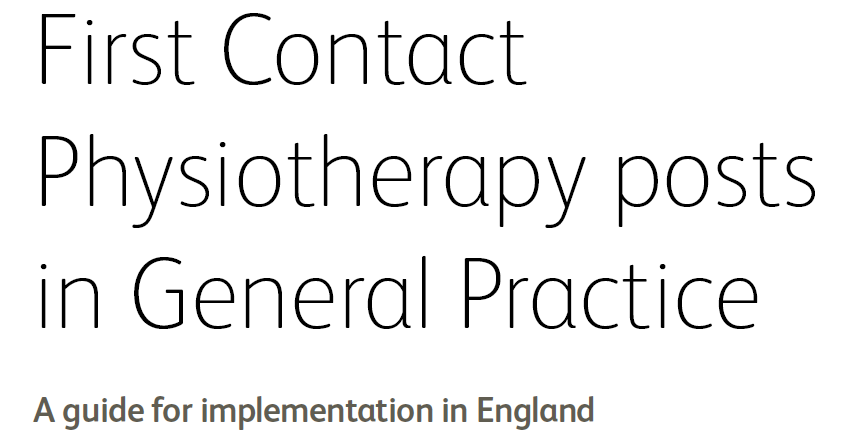 First Contact
Physiotherapy posts
in General Practice
A guide for implementation in England